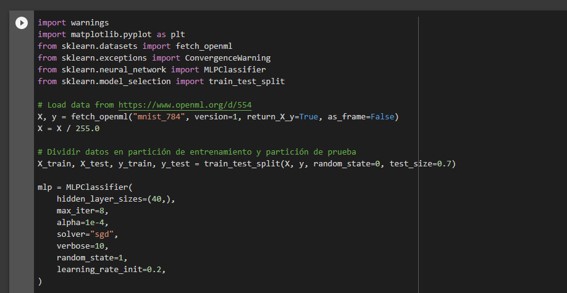 import warnings
import matplotlib.pyplot as plt
from sklearn.datasets import fetch_openml
from sklearn.exceptions import ConvergenceWarning
from sklearn.neural_network import MLPClassifier
from sklearn.model_selection import train_test_split
# Load data from https://www.openml.org/d/554
X, y = fetch_openml("mnist_784", version=1, return_X_y=True, as_frame=False)
X = X / 255.0
# Dividir datos en partición de entrenamiento y partición de prueba
X_train, X_test, y_train, y_test = train_test_split(X, y, random_state=0, test_size=0.7)
mlp = MLPClassifier(
    hidden_layer_sizes=(40,),
    max_iter=8,
    alpha=1e-4,
    solver="sgd",
    verbose=10,
    random_state=1,
    learning_rate_init=0.2,
)